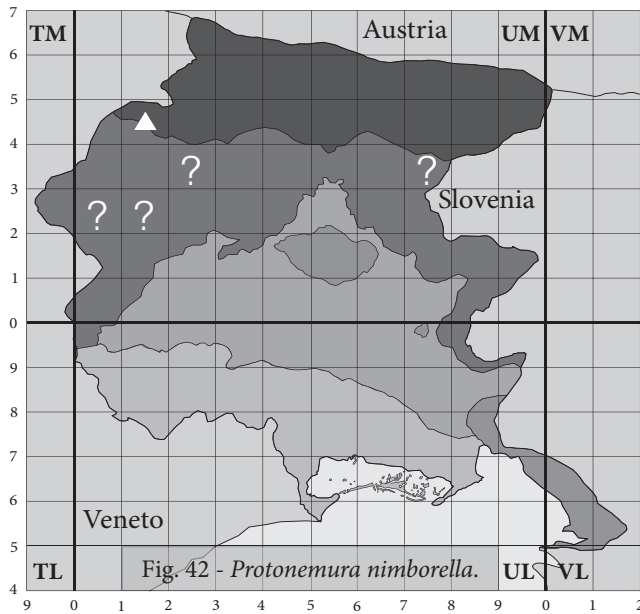 7 TM Austria UM VM
6
5
4
? ?
3
? ? Slovenia
2
1
0
9
8
7
6
Veneto
5
TL Fig. 42 - Protonemura nimborella. UL VL
4
9 0 1 2 3 4 5 6 7 8 9 0 1 2